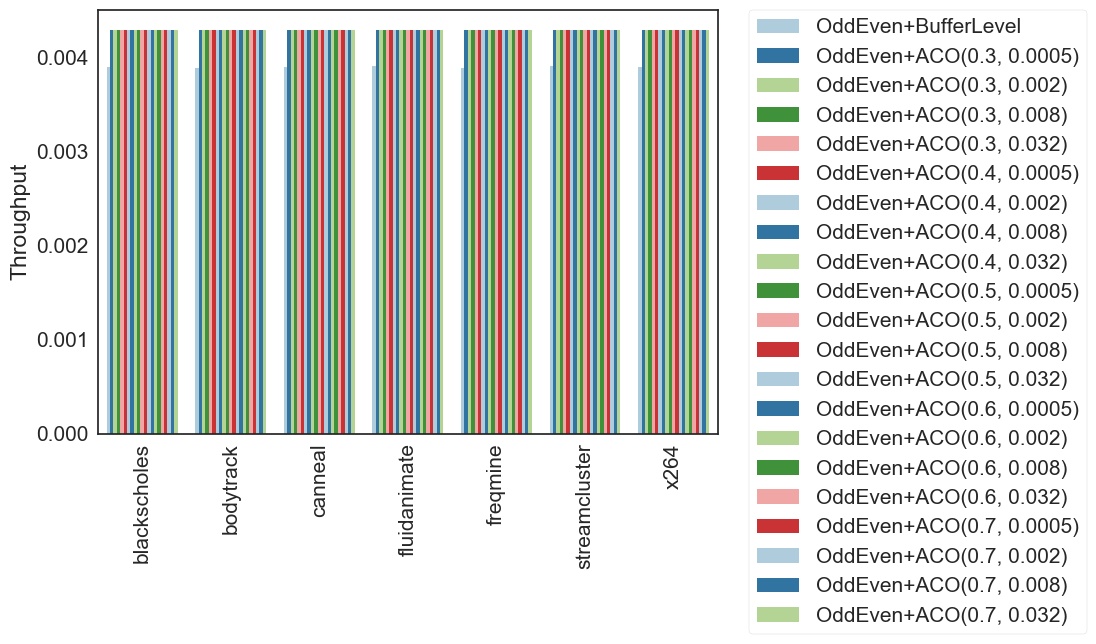 0.004
0.003
0.002
0.001
0.000
Throughput
blackscholes
bodytrack
canneal
fluidanimate
freqmine
streamcluster
x264
OddEven+BufferLevel
OddEven+ACO(0.3, 0.0005)
OddEven+ACO(0.3, 0.002)
OddEven+ACO(0.3, 0.008)
OddEven+ACO(0.3, 0.032)
OddEven+ACO(0.4, 0.0005)
OddEven+ACO(0.4, 0.002)
OddEven+ACO(0.4, 0.008)
OddEven+ACO(0.4, 0.032)
OddEven+ACO(0.5, 0.0005)
OddEven+ACO(0.5, 0.002)
OddEven+ACO(0.5, 0.008)
OddEven+ACO(0.5, 0.032)
OddEven+ACO(0.6, 0.0005)
OddEven+ACO(0.6, 0.002)
OddEven+ACO(0.6, 0.008)
OddEven+ACO(0.6, 0.032)
OddEven+ACO(0.7, 0.0005)
OddEven+ACO(0.7, 0.002)
OddEven+ACO(0.7, 0.008)
OddEven+ACO(0.7, 0.032)